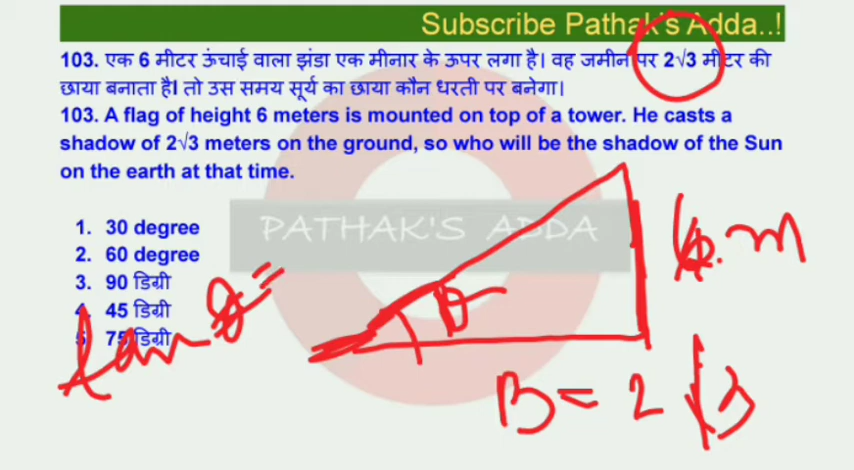 Subscribe Pathak's Adda..!
103. एक 6 मीटर ऊंचाई वाला झंडा एक मीनार के ऊपर लगा है। वह जमीन पर 2√3 मीटर की
छाया बनाता है। तो उस समय सूर्य का छाया कौन धरती पर बनेगा।
103. A flag of height 6 meters is mounted on top of a tower. He casts a
shadow of 2√3 meters on the ground, so who will be the shadow of the Sun
on the earth at that time.
1. 30 degree
PATHAK'S ADDA
6.m
2. 60 degree
3. 90 डिग्री
4. 45 डिग्री
5. 75 डिग्री
tan θ =
θ
B = 2√3